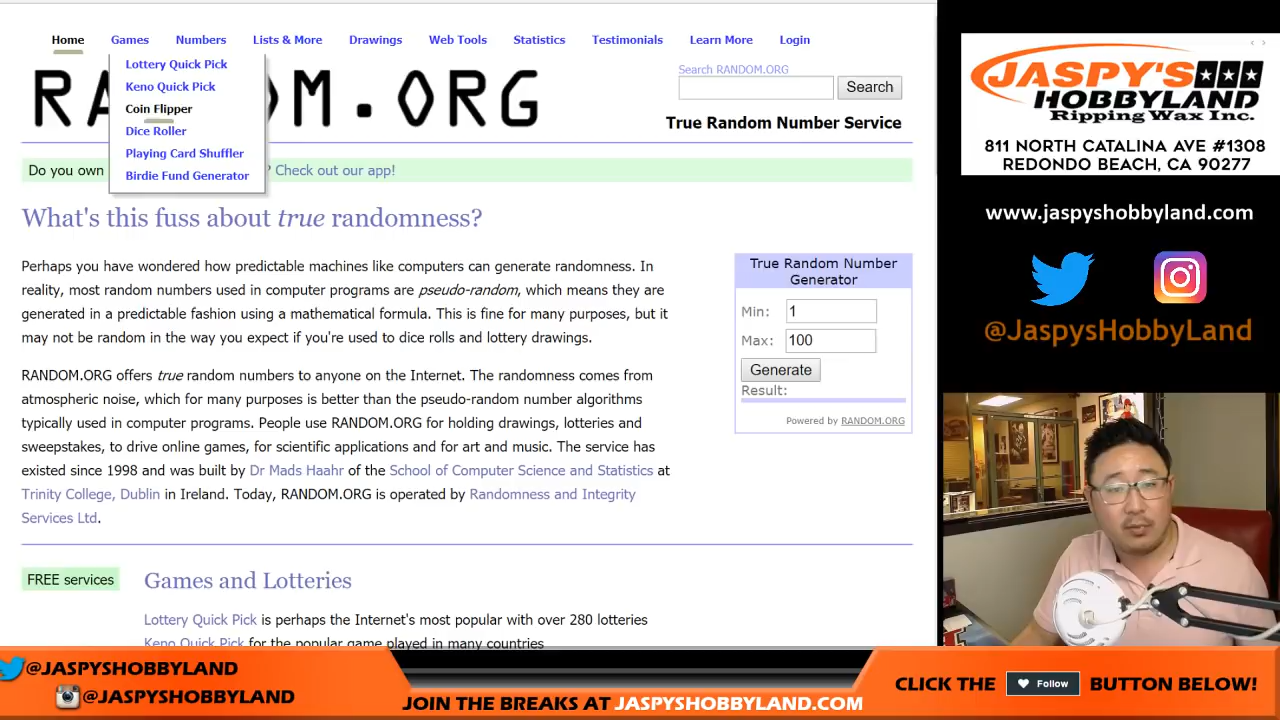 Home Games Numbers Lists & More Drawings Web Tools Statistics Testimonials Learn More Login
Lottery Quick Pick
Keno Quick Pick
Coin Flipper
Dice Roller
Playing Card Shuffler
Birdie Fund Generator
Search RANDOM.ORG
Search
True Random Number Service
Do you own ? Check out our app!
What's this fuss about true randomness?
Perhaps you have wondered how predictable machines like computers can generate randomness. In
reality, most random numbers used in computer programs are pseudo-random, which means they are
generated in a predictable fashion using a mathematical formula. This is fine for many purposes, but it
may not be random in the way you expect if you're used to dice rolls and lottery drawings.
RANDOM.ORG offers true random numbers to anyone on the Internet. The randomness comes from
atmospheric noise, which for many purposes is better than the pseudo-random number algorithms
typically used in computer programs. People use RANDOM.ORG for holding drawings, lotteries and
sweepstakes, to drive online games, for scientific applications and for art and music. The service has
existed since 1998 and was built by Dr Mads Haahr of the School of Computer Science and Statistics at
Trinity College, Dublin in Ireland. Today, RANDOM.ORG is operated by Randomness and Integrity
Services Ltd.
True Random Number
Generator
Min: 1
Max: 100
Generate
Result:
Powered by RANDOM.ORG
FREE services
Games and Lotteries
Lottery Quick Pick is perhaps the Internet's most popular with over 280 lotteries
Keno Quick Pick for the popular game played in many countries
JASPY'S
HOBBYLAND
Ripping Wax Inc.
811 NORTH CATALINA AVE #1308
REDONDO BEACH, CA 90277
www.jaspyshobbyland.com
@JaspysHobbyLand
@JASPYSHOBBYLAND
@JASPYSHOBBYLAND
JOIN THE BREAKS AT JASPYSHOBBYLAND.COM
CLICK THE Follow BUTTON BELOW!